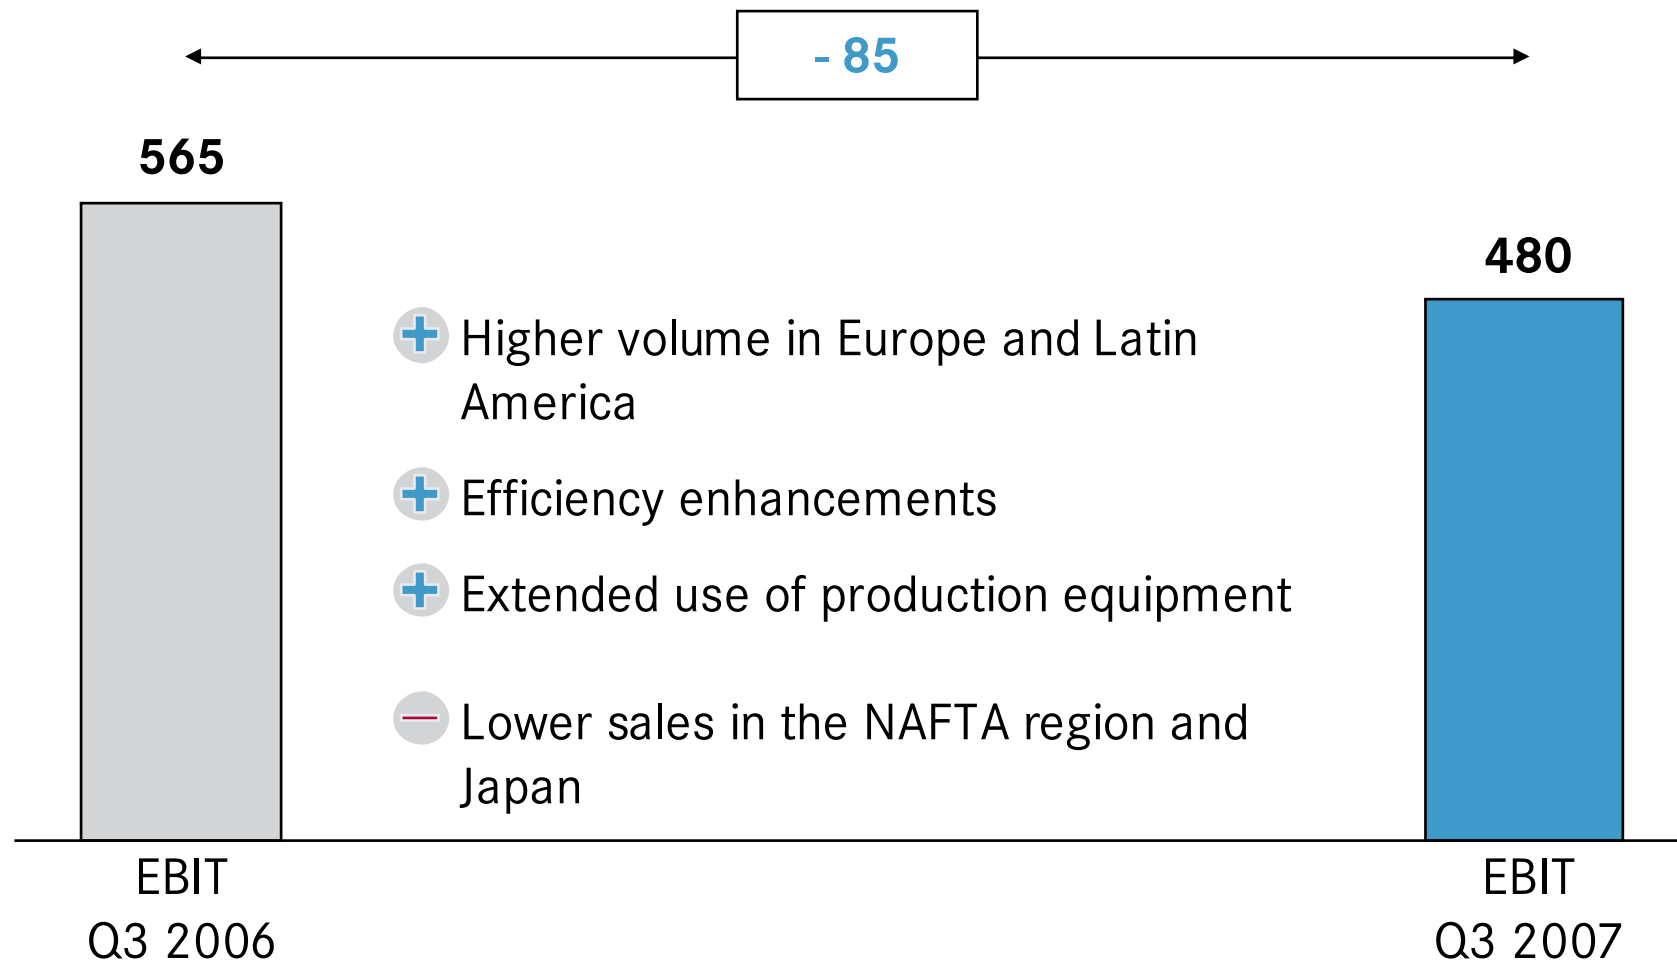 - 85
565
480
Higher volume in Europe and Latin
America
Efficiency enhancements
Extended use of production equipment
Lower sales in the NAFTA region and
Japan
EBIT
Q3 2006
EBIT
Q3 2007